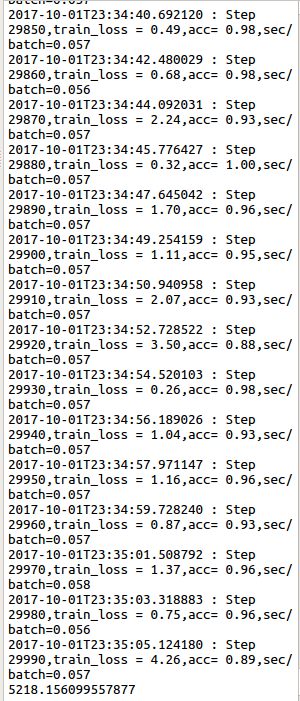 2017-10-01T23:34:40.692120 : Step
29850,train_loss = 0.49,acc= 0.98,sec/
batch=0.057
2017-10-01T23:34:42.480029 : Step
29860,train_loss = 0.68,acc= 0.98,sec/
batch=0.056
2017-10-01T23:34:44.092031 : Step
29870,train_loss = 2.24,acc= 0.93,sec/
batch=0.057
2017-10-01T23:34:45.776427 : Step
29880,train_loss = 0.32,acc= 1.00,sec/
batch=0.057
2017-10-01T23:34:47.645042 : Step
29890,train_loss = 1.70,acc= 0.96,sec/
batch=0.057
2017-10-01T23:34:49.254159 : Step
29900,train_loss = 1.11,acc= 0.95,sec/
batch=0.057
2017-10-01T23:34:50.940958 : Step
29910,train_loss = 2.07,acc= 0.93,sec/
batch=0.057
2017-10-01T23:34:52.728522 : Step
29920,train_loss = 3.50,acc= 0.88,sec/
batch=0.057
2017-10-01T23:34:54.520103 : Step
29930,train_loss = 0.26,acc= 0.98,sec/
batch=0.057
2017-10-01T23:34:56.189026 : Step
29940,train_loss = 1.04,acc= 0.93,sec/
batch=0.057
2017-10-01T23:34:57.971147 : Step
29950,train_loss = 1.16,acc= 0.96,sec/
batch=0.057
2017-10-01T23:34:59.728240 : Step
29960,train_loss = 0.87,acc= 0.93,sec/
batch=0.057
2017-10-01T23:35:01.508792 : Step
29970,train_loss = 1.37,acc= 0.96,sec/
batch=0.058
2017-10-01T23:35:03.318883 : Step
29980,train_loss = 0.75,acc= 0.96,sec/
batch=0.056
2017-10-01T23:35:05.124180 : Step
29990,train_loss = 4.26,acc= 0.89,sec/
batch=0.057
5218.156099557877